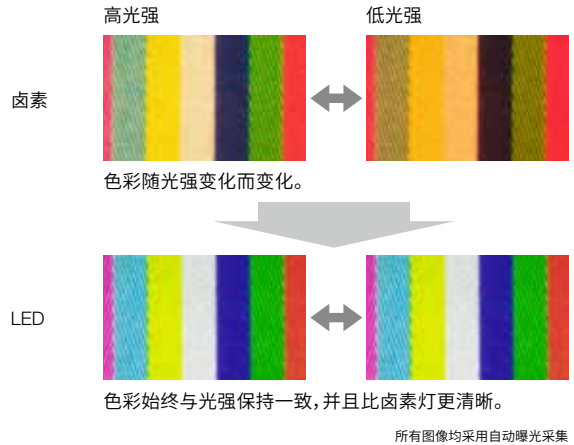 高光强
低光强
卤素
色彩随光强变化而变化。
LED
色彩始终与光强保持一致,并且比卤素灯更清晰。
所有图像均采用自动曝光采集